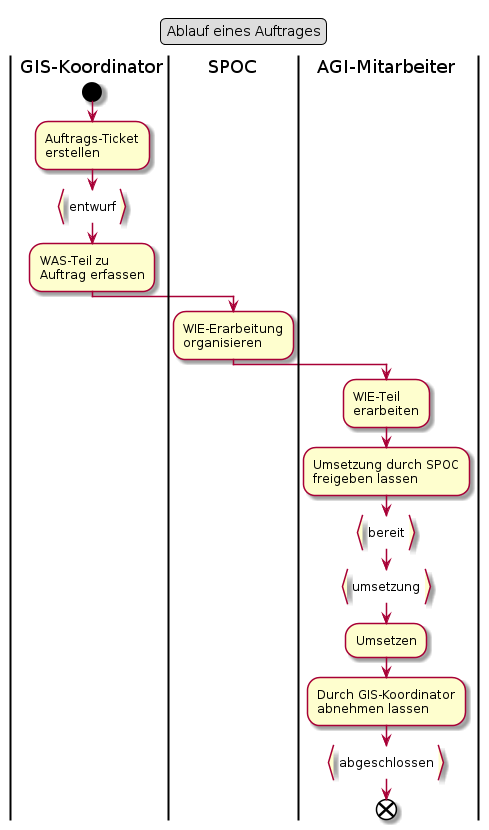 Ablauf eines Auftrages
GIS-Koordinator
SPOC
AGI-Mitarbeiter
Auftrags-Ticket
erstellen
entwurf
WAS-Teil zu
Auftrag erfassen
WIE-Erarbeitung
organisieren
WIE-Teil
erarbeiten
Umsetzung durch SPOC
freigeben lassen
bereit
umsetzung
Umsetzen
Durch GIS-Koordinator
abnehmen lassen
abgeschlossen